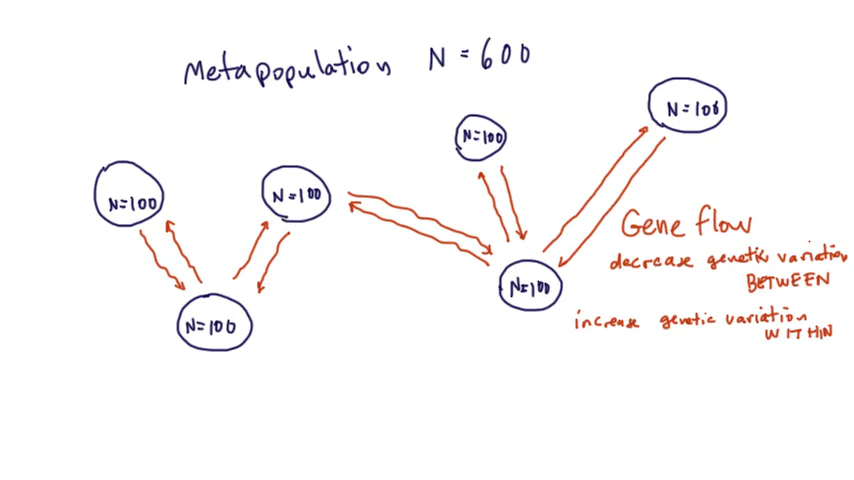 Metapopulation N = 600
N=100
N=100
N=100
N=100
Gene flow
decrease genetic variation
BETWEEN
N=100
increase genetic variation
WITHIN
N=100